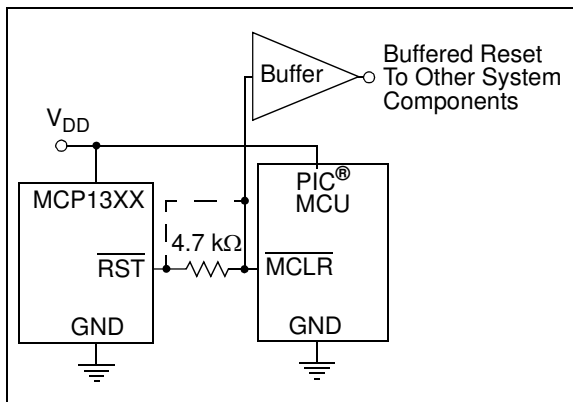 Buffer
Buffered Reset
To Other System
Components
VDD
MCP13XX
PIC®
MCU
4.7 kΩ
RST
MCLR
GND
GND